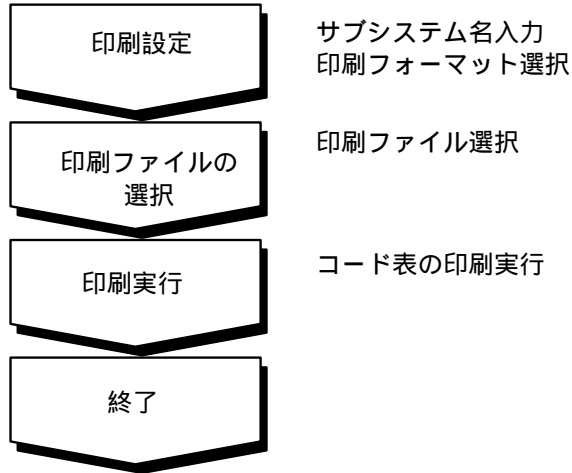 印刷設定
サブシステム名入力
印刷フォーマット選択
印刷ファイルの
選択
印刷ファイル選択
印刷実行
コード表の印刷実行
終了